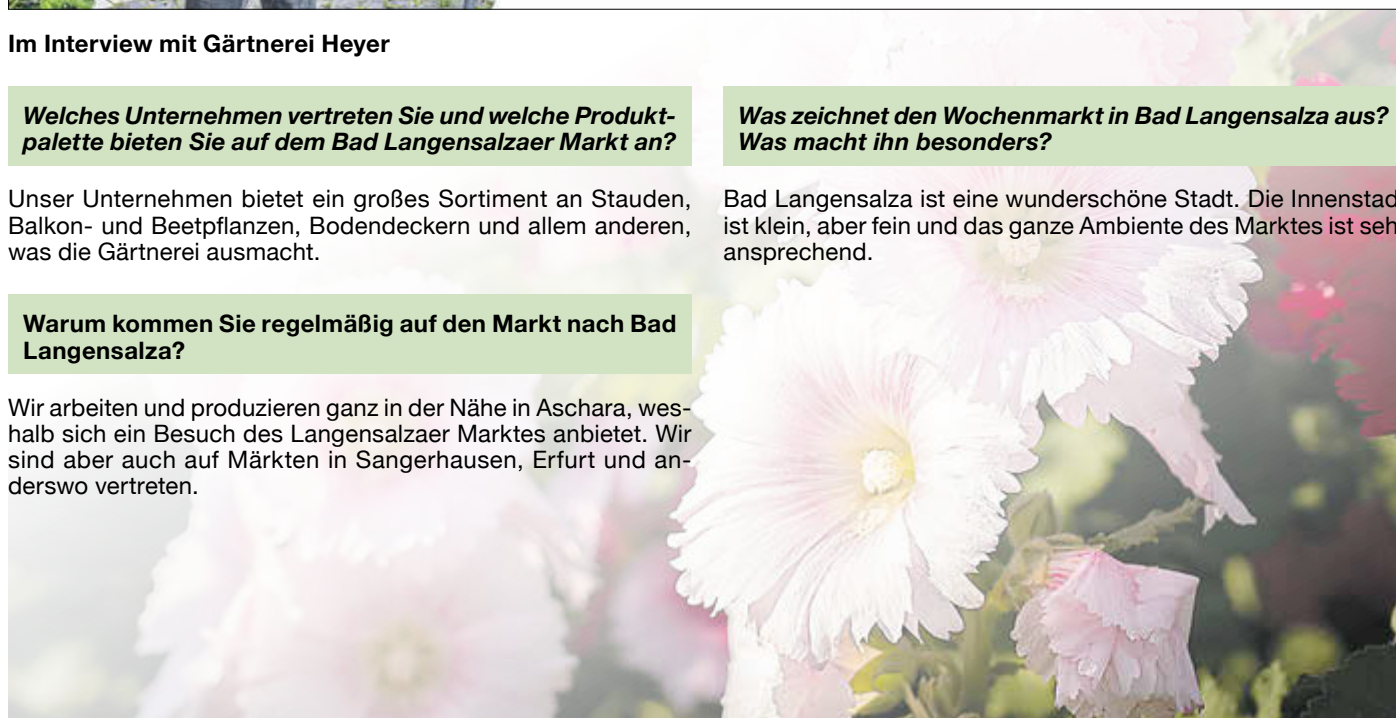 Im Interview mit Gärtnerei Heyer
Welches Unternehmen vertreten Sie und welche Produkt-
palette bieten Sie auf dem Bad Langensalzaer Markt an?
Unser Unternehmen bietet ein großes Sortiment an Stauden,
Balkon- und Beetpflanzen, Bodendeckern und allem anderen,
was die Gärtnerei ausmacht.
Warum kommen Sie regelmäßig auf den Markt nach Bad
Langensalza?
Wir arbeiten und produzieren ganz in der Nähe in Aschara, wes-
halb sich ein Besuch des Langensalzaer Marktes anbietet. Wir
sind aber auch auf Märkten in Sangerhausen, Erfurt und an-
derswo vertreten.
Was zeichnet den Wochenmarkt in Bad Langensalza aus?
Was macht ihn besonders?
Bad Langensalza ist eine wunderschöne Stadt. Die Innenstad
ist klein, aber fein und das ganze Ambiente des Marktes ist seh
ansprechend.